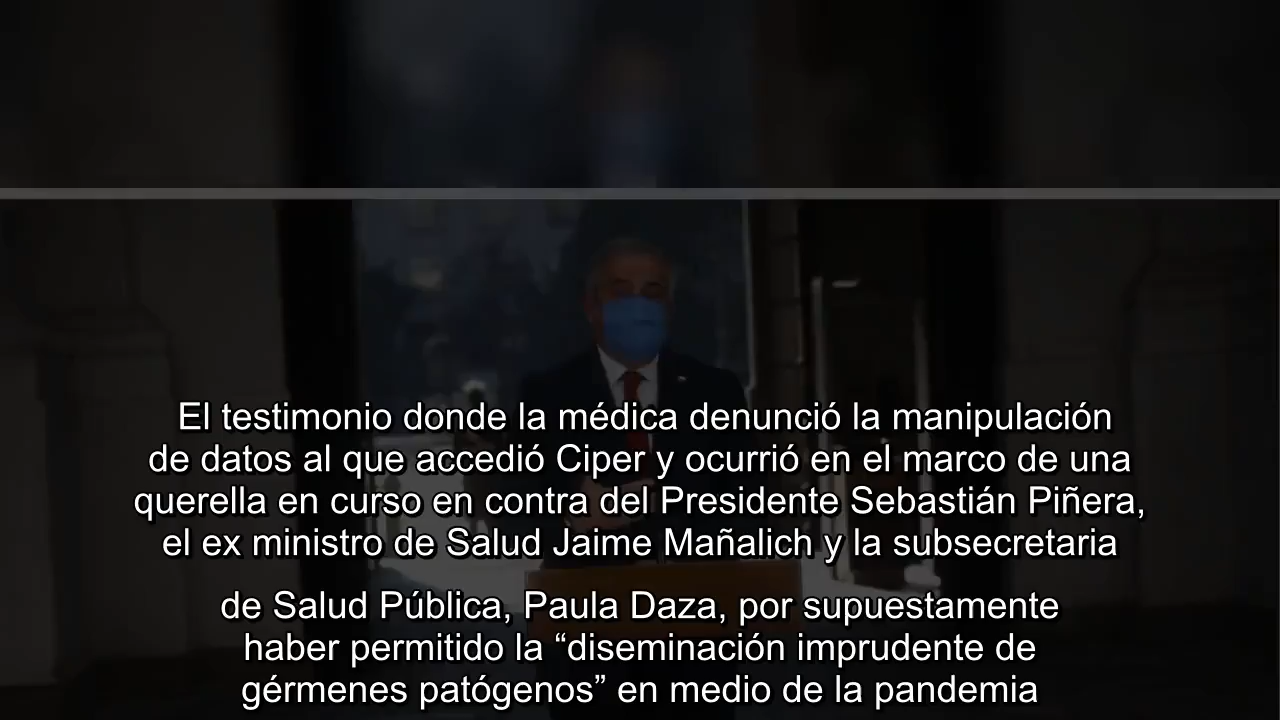 El testimonio donde la médica denunció la manipulación
de datos al que accedió Ciper y ocurrió en el marco de una
querella en curso en contra del Presidente Sebastián Piñera,
el ex ministro de Salud Jaime Mañalich y la subsecretaria
de Salud Pública, Paula Daza, por supuestamente
haber permitido la “diseminación imprudente de
gérmenes patógenos” en medio de la pandemia